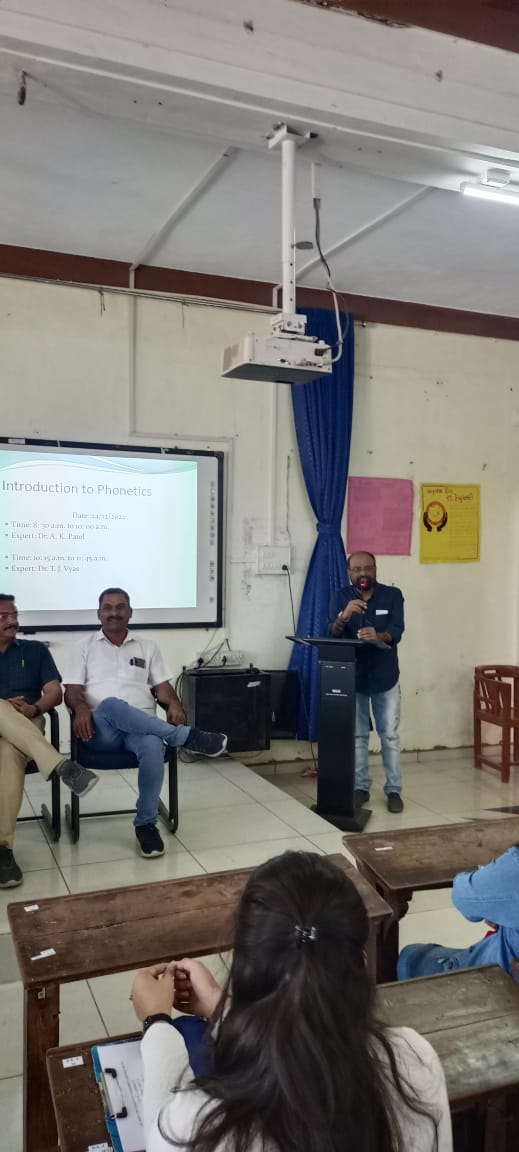 Introduction to Phonetics
Date: 24/12/2022
• Time: 8: 30 a.m. to 10: 00 a.m.
• Expert: Dr. A. K. Patel
• Time: 10: 15 a.m. to 11: 45 a.m.
• Expert: Dr. T. J. Vyas